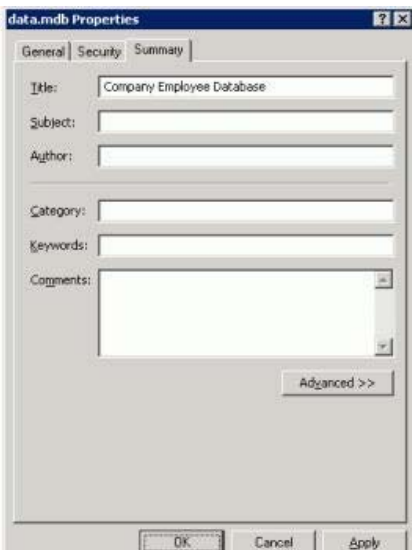 data.mdb Properties
General Security Summary
Title: Company Employee Database
Subject:
Author:
Category:
Keywords:
Comments:
Advanced >>
OK Cancel Apply